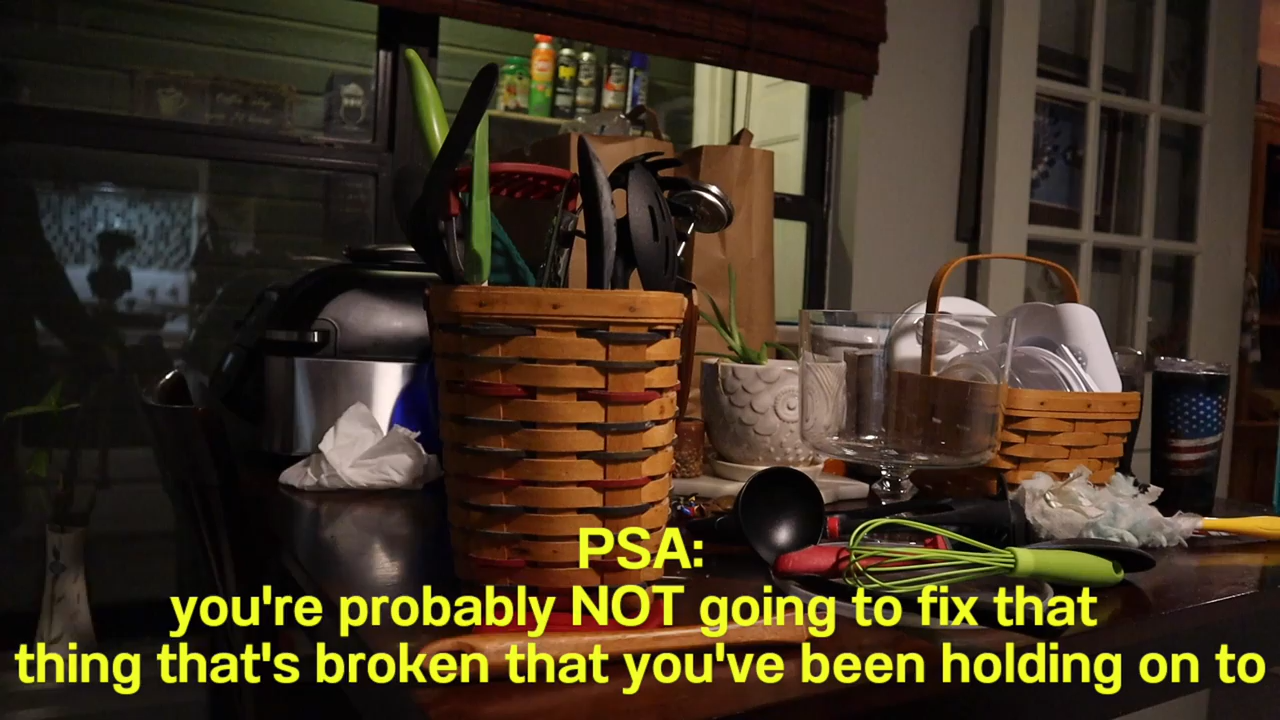 PSA:
you're probably NOT going to fix that
thing that's broken that you've been holding on to